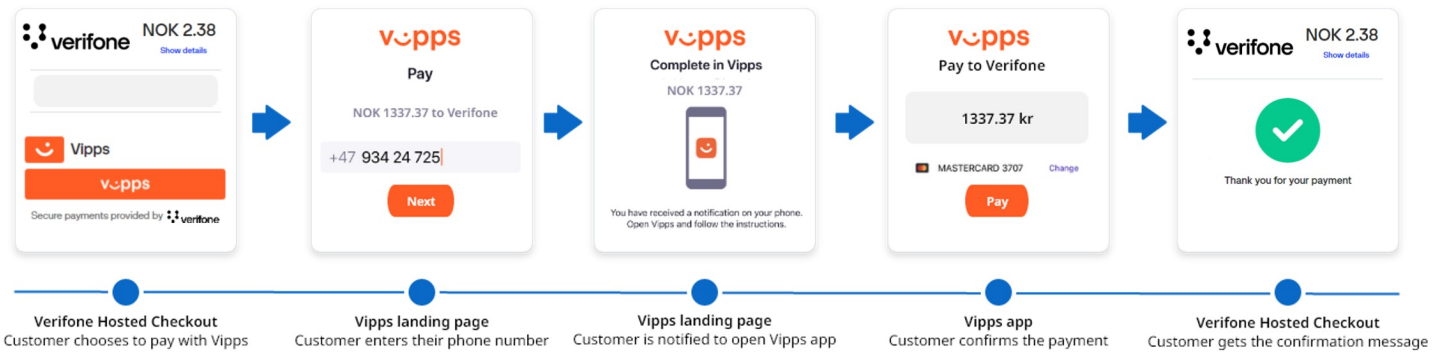 verifone
NOK 2.38
Show details
Vipps
vipps
Secure payments provided by verifone
vipps
Pay
NOK 1337.37 to Verifone
+47 934 24 725
Next
vipps
Complete in Vipps
NOK 1337.37
You have received a notification on your phone.
Open Vipps and follow the instructions.
vipps
Pay to Verifone
1337.37 kr
MASTERCARD 3707
Change
Pay
verifone
NOK 2.38
Show details
Thank you for your payment
Verifone Hosted Checkout
Customer chooses to pay with Vipps
Vipps landing page
Customer enters their phone number
Vipps landing page
Customer is notified to open Vipps app
Vipps app
Customer confirms the payment
Verifone Hosted Checkout
Customer gets the confirmation message